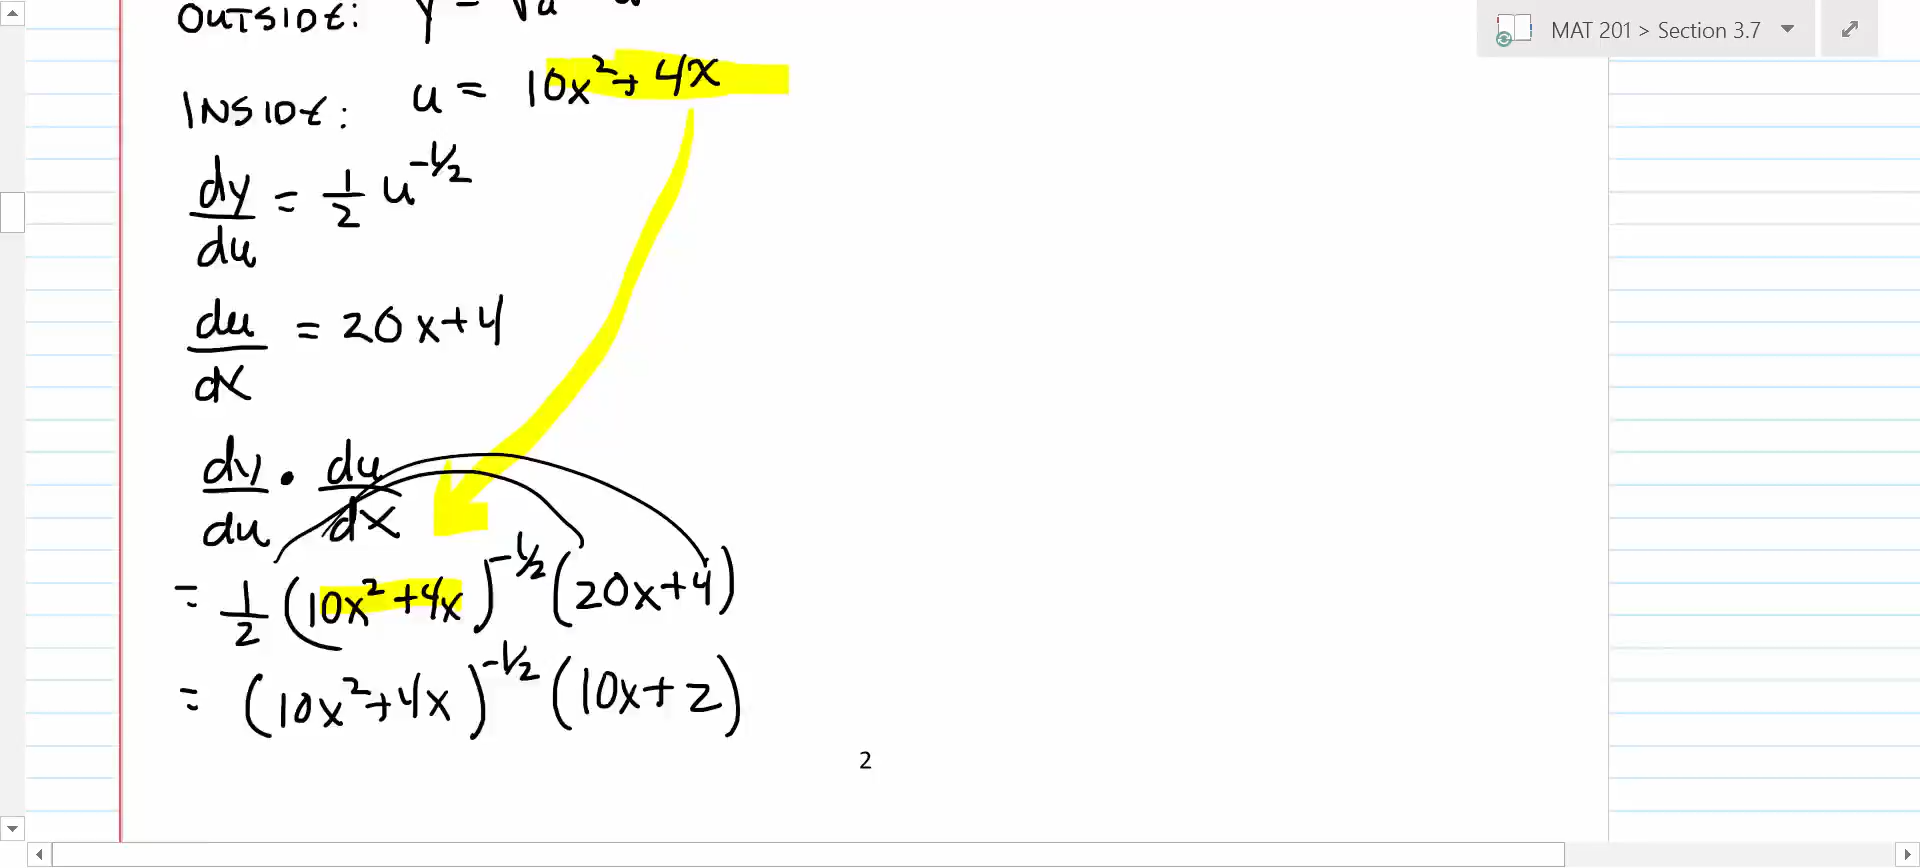 OUTSIDE: y = √u
MAT 201 > Section 3.7
INSIDE: u = 10x² + 4x
dy/du = 1/2 u^(-1/2)
du/dx = 20x + 4
dy/du • du/dx
= 1/2 (10x² + 4x)^(-1/2) (20x + 4)
= (10x² + 4x)^(-1/2) (10x + 2)
2